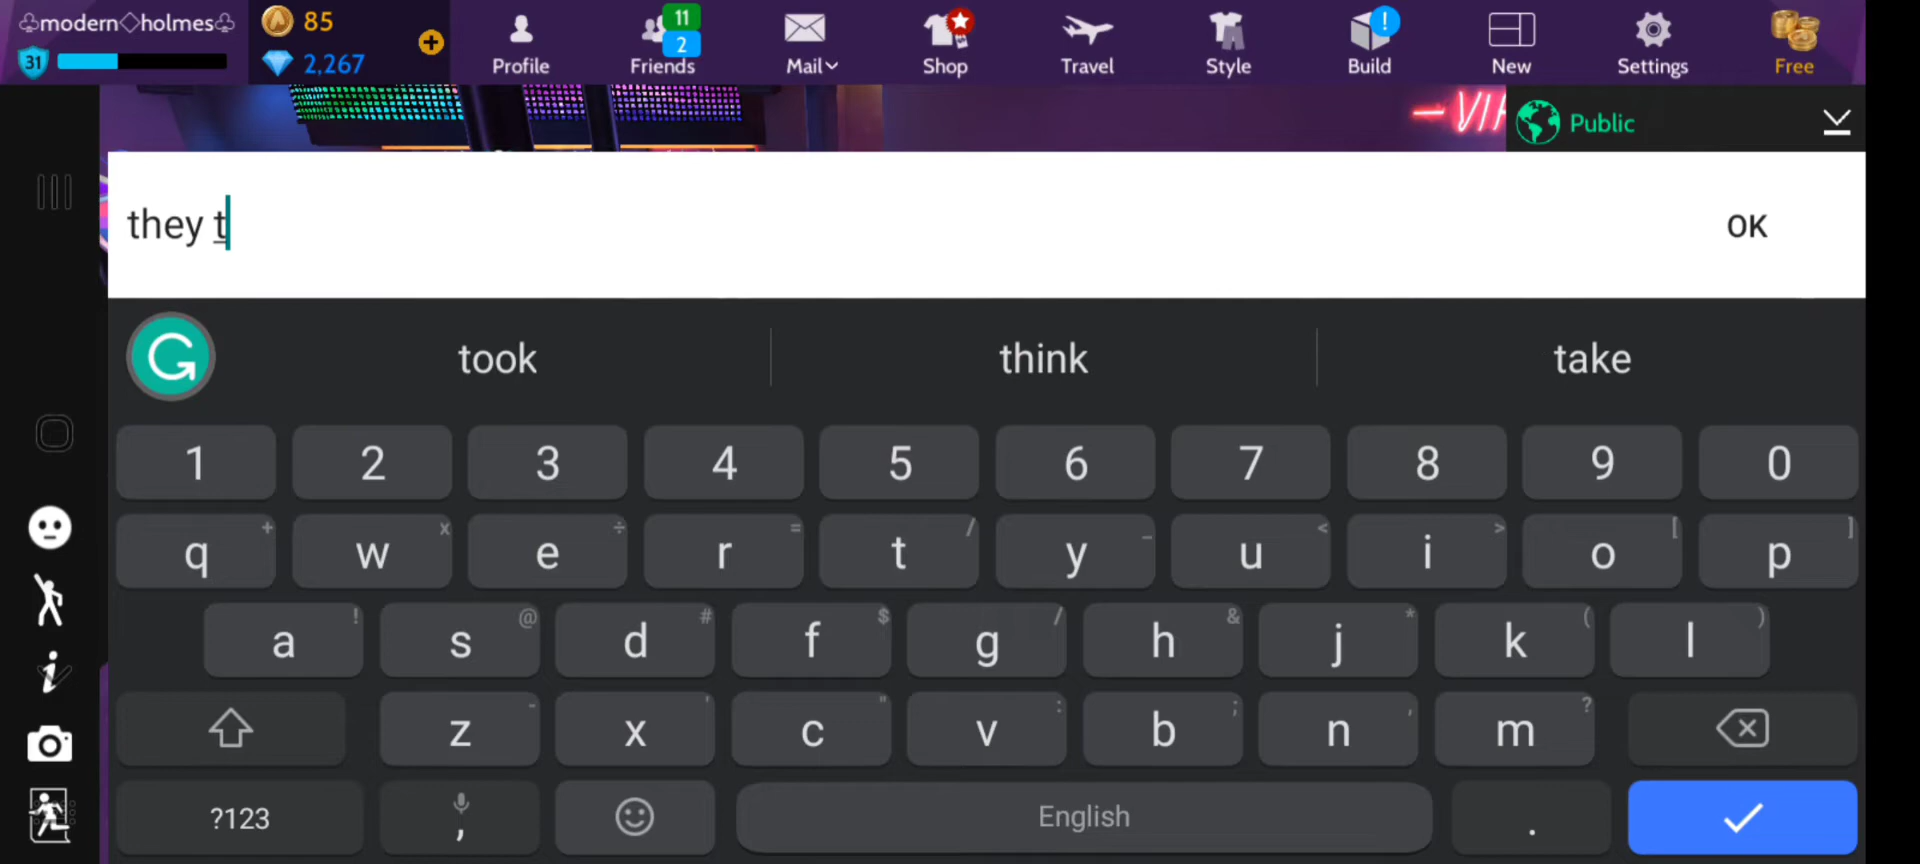 ♧modern◇holmes♧
31
85
2,267
Profile
11
2
Friends
Mail
Shop
Travel
Style
!
Build
New
Settings
Free
Public
they t
OK
took think take
1 2 3 4 5 6 7 8 9 0
+ x ÷ = / _ < > [ ]
q w e r t y u i o p
! @ # $ / & * ( )
a s d f g h j k l
- ' " : ; , ?
z x c v b n m
?123 , English .